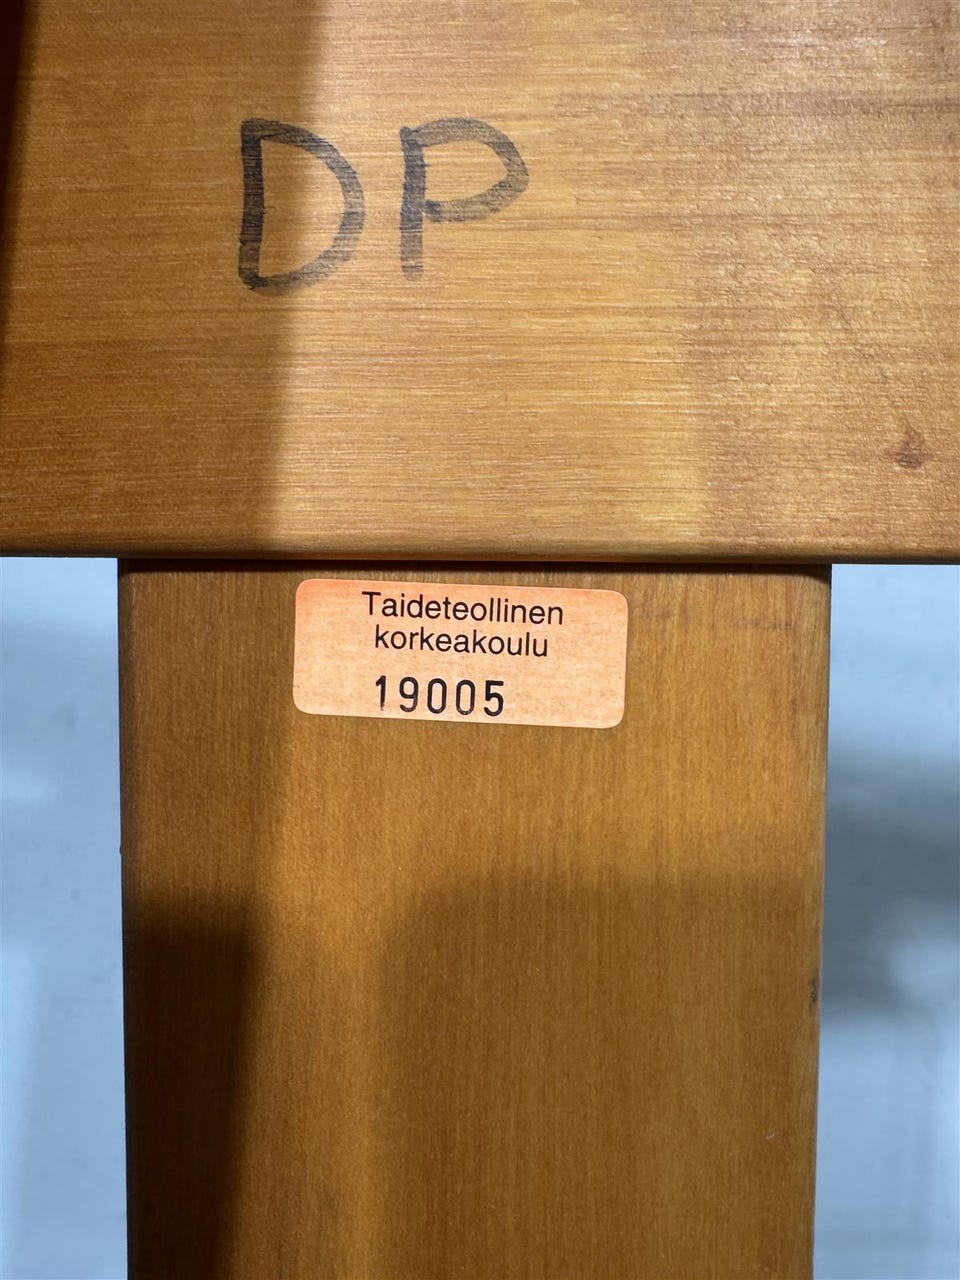 DP
Taideteollinen
korkeakoulu
19005